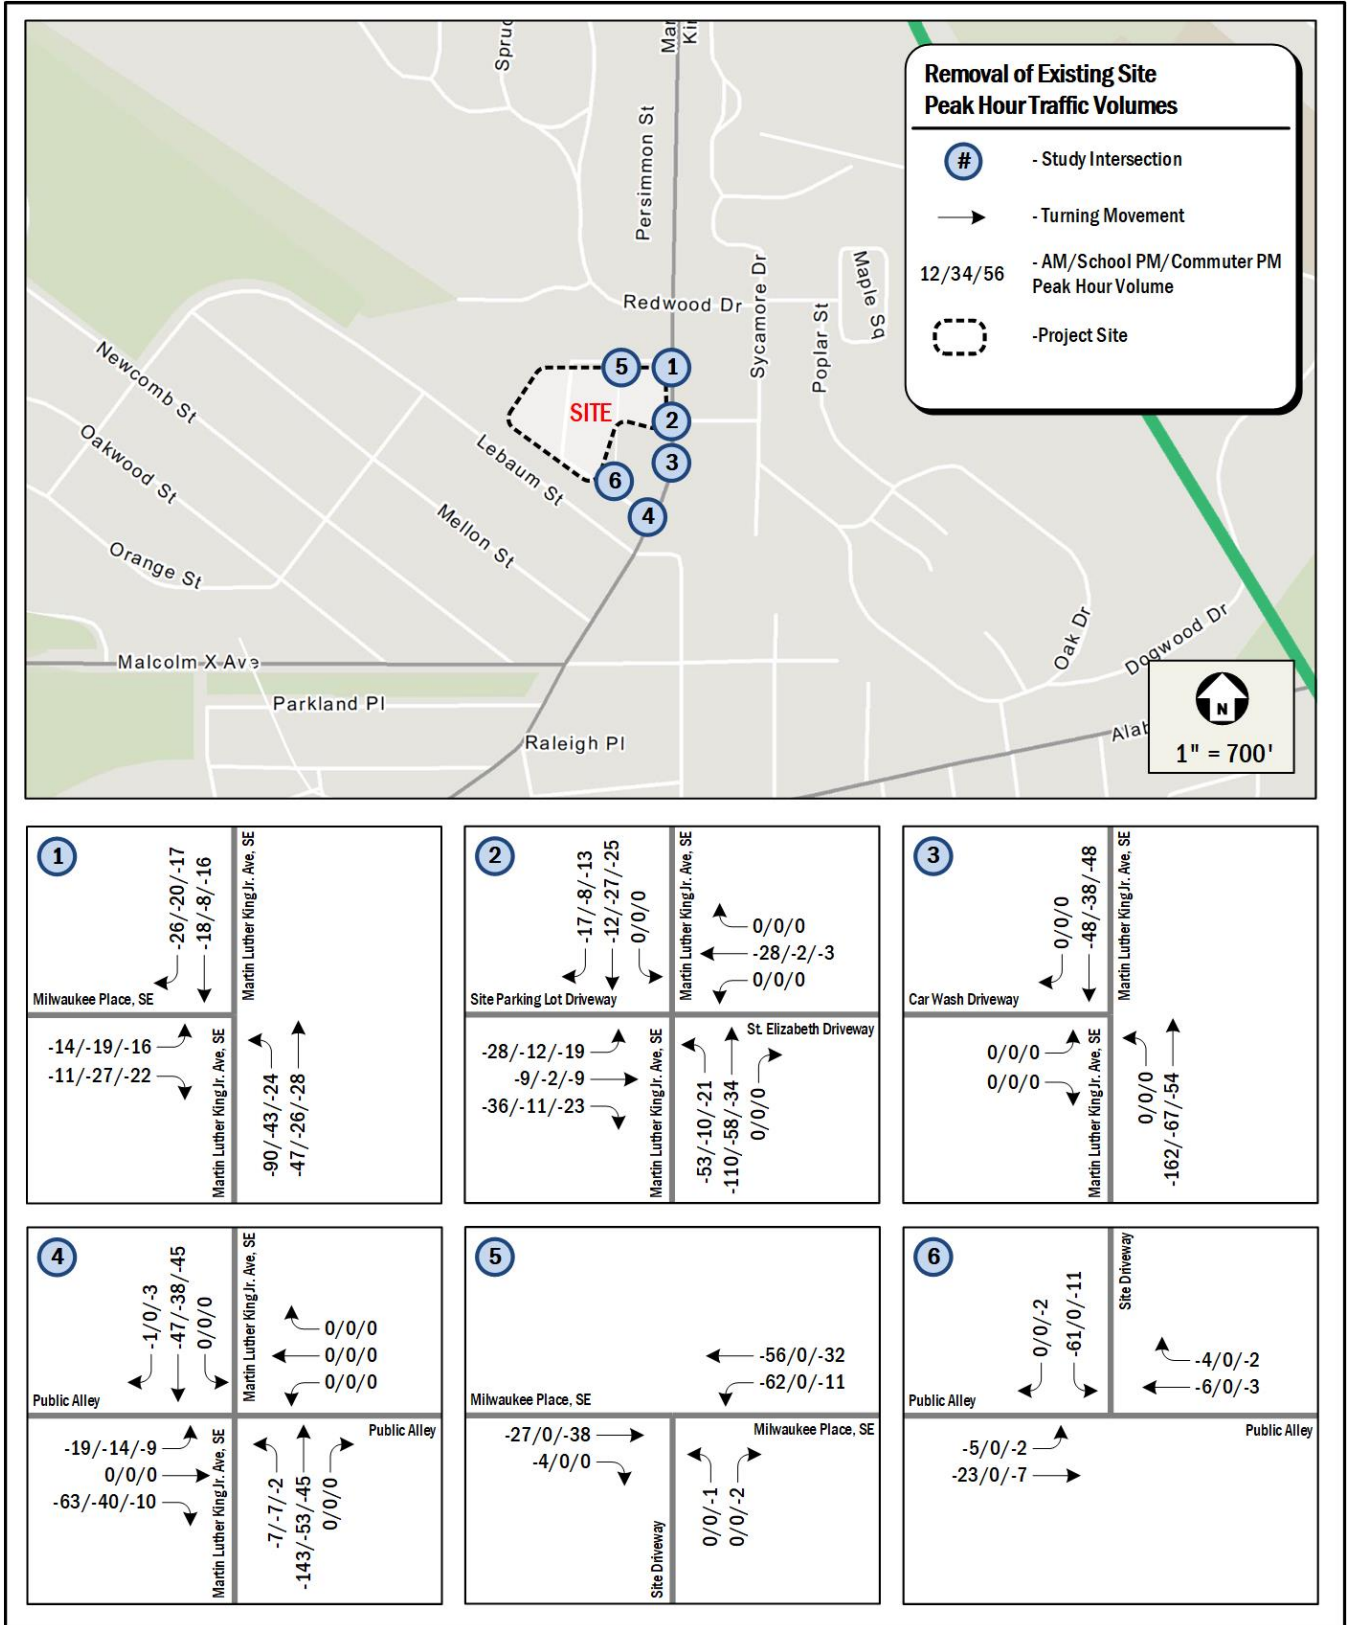 Spruc
Mar
Kin
Persimmon St
Redwood Dr
Sycamore Dr
Poplar St
Maple Sq
Newcomb St
Oakwood St
Orange St
Lebaum St
Mellon St
Malcolm X Ave
Parkland Pl
Raleigh Pl
Oak Dr
Dogwood Dr
Alab
SITE
5
1
2
3
6
4
Removal of Existing Site
Peak Hour Traffic Volumes
#
- Study Intersection
- Turning Movement
12/34/56
- AM/School PM/Commuter PM
Peak Hour Volume
-Project Site
N
1" = 700'
1
-26/-20/-17
-18/-8/-16
Martin Luther King Jr. Ave, SE
Milwaukee Place, SE
-14/-19/-16
-11/-27/-22
Martin Luther King Jr. Ave, SE
-90/-43/-24
-47/-26/-28
2
-17/-8/-13
-12/-27/-25
0/0/0
Martin Luther King Jr. Ave, SE
0/0/0
-28/-2/-3
0/0/0
Site Parking Lot Driveway
St. Elizabeth Driveway
-28/-12/-19
-9/-2/-9
-36/-11/-23
Martin Luther King Jr. Ave, SE
-53/-10/-21
-110/-58/-34
0/0/0
3
0/0/0
-48/-38/-48
Martin Luther King Jr. Ave, SE
Car Wash Driveway
0/0/0
0/0/0
Martin Luther King Jr. Ave, SE
0/0/0
-162/-67/-54
4
-1/0/-3
-47/-38/-45
0/0/0
Martin Luther King Jr. Ave, SE
0/0/0
0/0/0
0/0/0
Public Alley
Public Alley
-19/-14/-9
0/0/0
-63/-40/-10
Martin Luther King Jr. Ave, SE
-7/-7/-2
-143/-53/-45
0/0/0
5
-56/0/-32
-62/0/-11
Milwaukee Place, SE
Milwaukee Place, SE
-27/0/-38
-4/0/0
Site Driveway
0/0/-1
0/0/-2
6
0/0/-2
-61/0/-11
Site Driveway
-4/0/-2
-6/0/-3
Public Alley
Public Alley
-5/0/-2
-23/0/-7